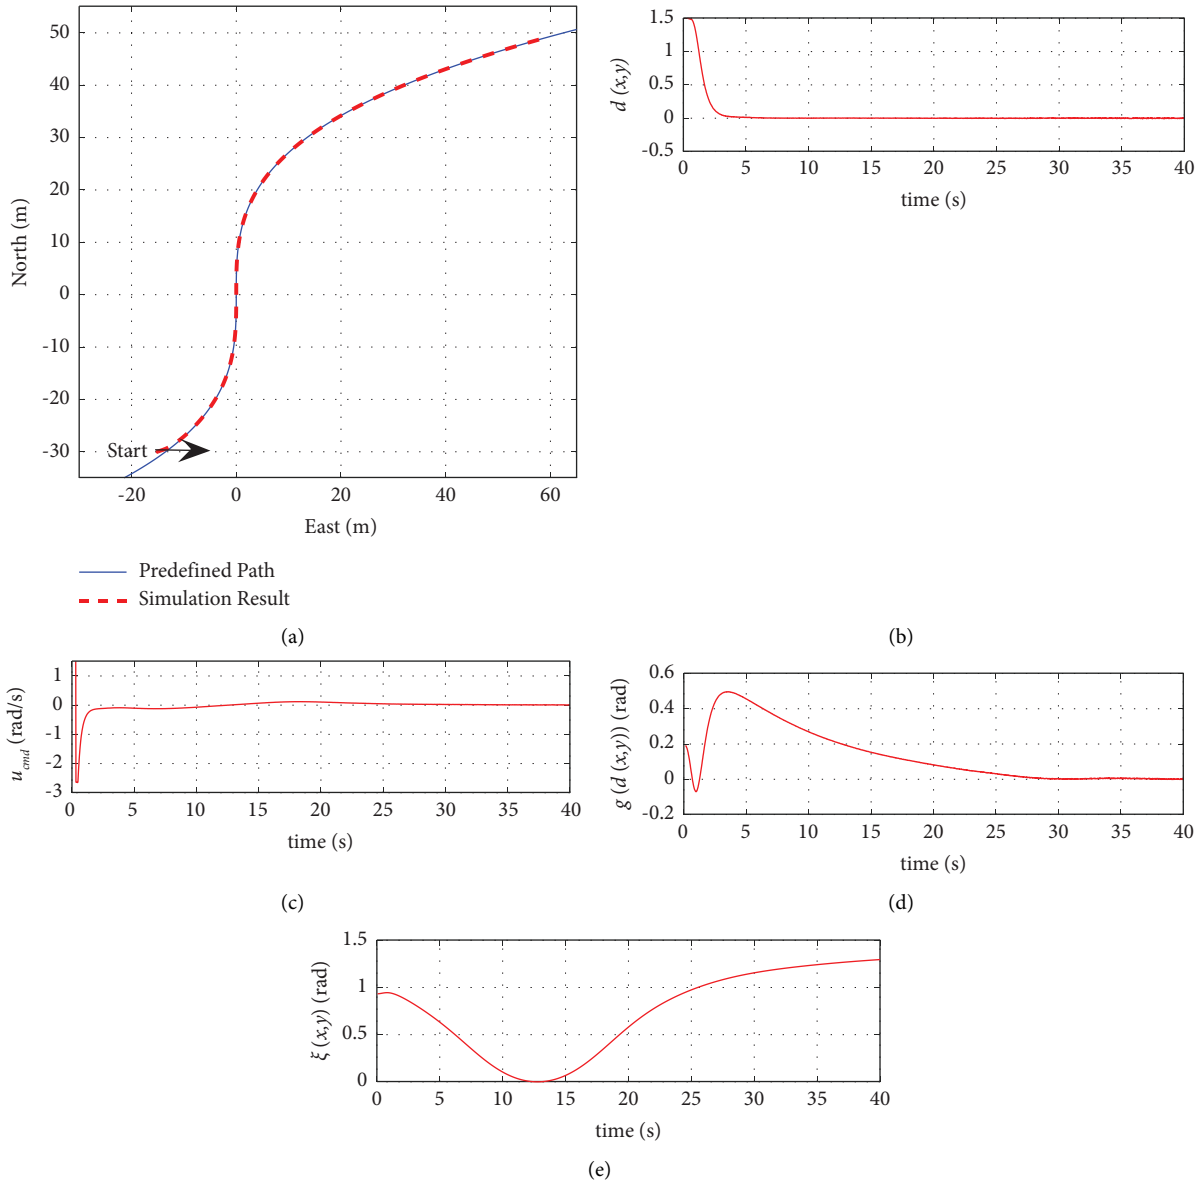 50
40
30
20
10
0
-10
-20
-30
North (m)
Start
-20 0 20 40 60
East (m)
Predefined Path
Simulation Result
(a)
1.5
1
0.5
0
-0.5
d (x,y)
0 5 10 15 20 25 30 35 40
time (s)
(b)
1
0
-1
-2
-3
u_cmd (rad/s)
0 5 10 15 20 25 30 35 40
time (s)
(c)
0.6
0.4
0.2
0
-0.2
g (d (x,y)) (rad)
0 5 10 15 20 25 30 35 40
time (s)
(d)
1.5
1
0.5
0
ξ (x,y) (rad)
0 5 10 15 20 25 30 35 40
time (s)
(e)